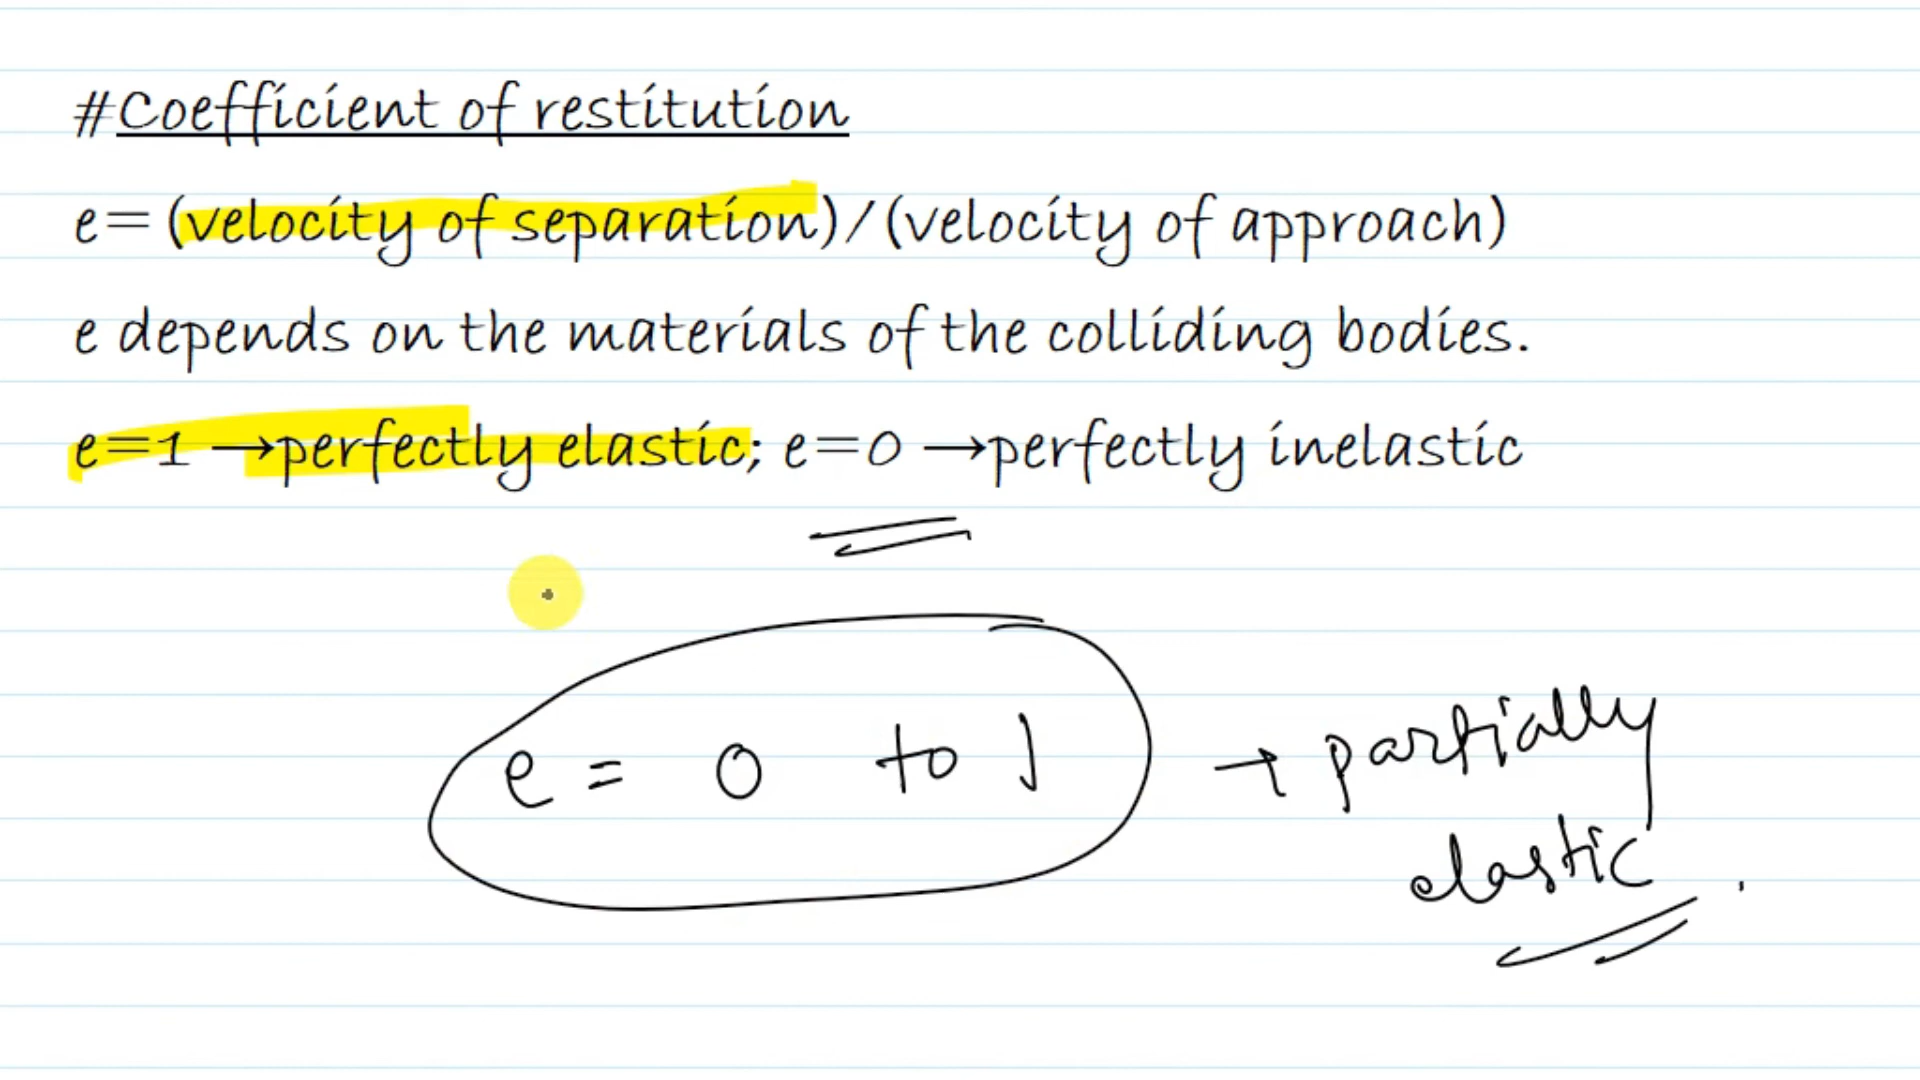 #Coefficient of restitution
e=(velocity of separation)/(velocity of approach)
e depends on the materials of the colliding bodies.
e=1 →perfectly elastic; e=0 →perfectly inelastic
e = 0 to 1 → partially
elastic.